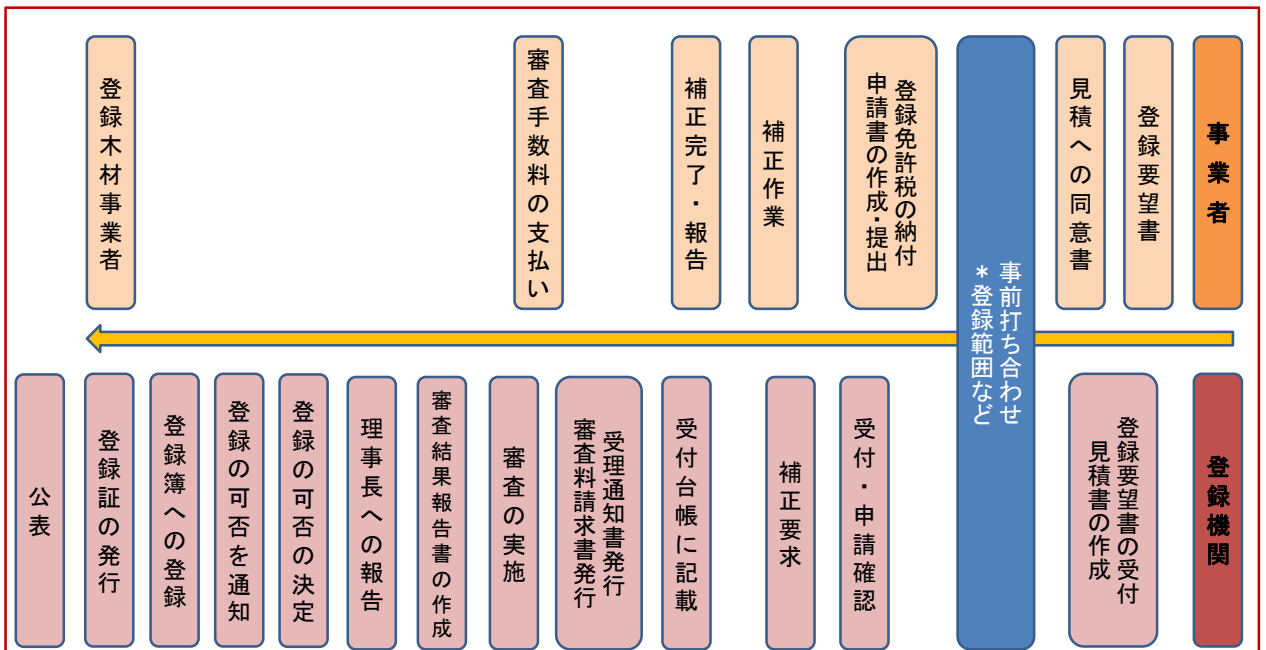 事業者
登録要望書
見積への同意書
登録免許税の納付
申請書の作成・提出
補正作業
補正完了・報告
審査手数料の支払い
登録木材事業者
事前打ち合わせ
*登録範囲など
登録機関
登録要望書の受付
見積書の作成
受付・申請確認
補正要求
受付台帳に記載
受理通知書発行
審査料請求書発行
審査の実施
審査結果報告書の作成
理事長への報告
登録の可否の決定
登録の可否を通知
登録簿への登録
登録証の発行
公表